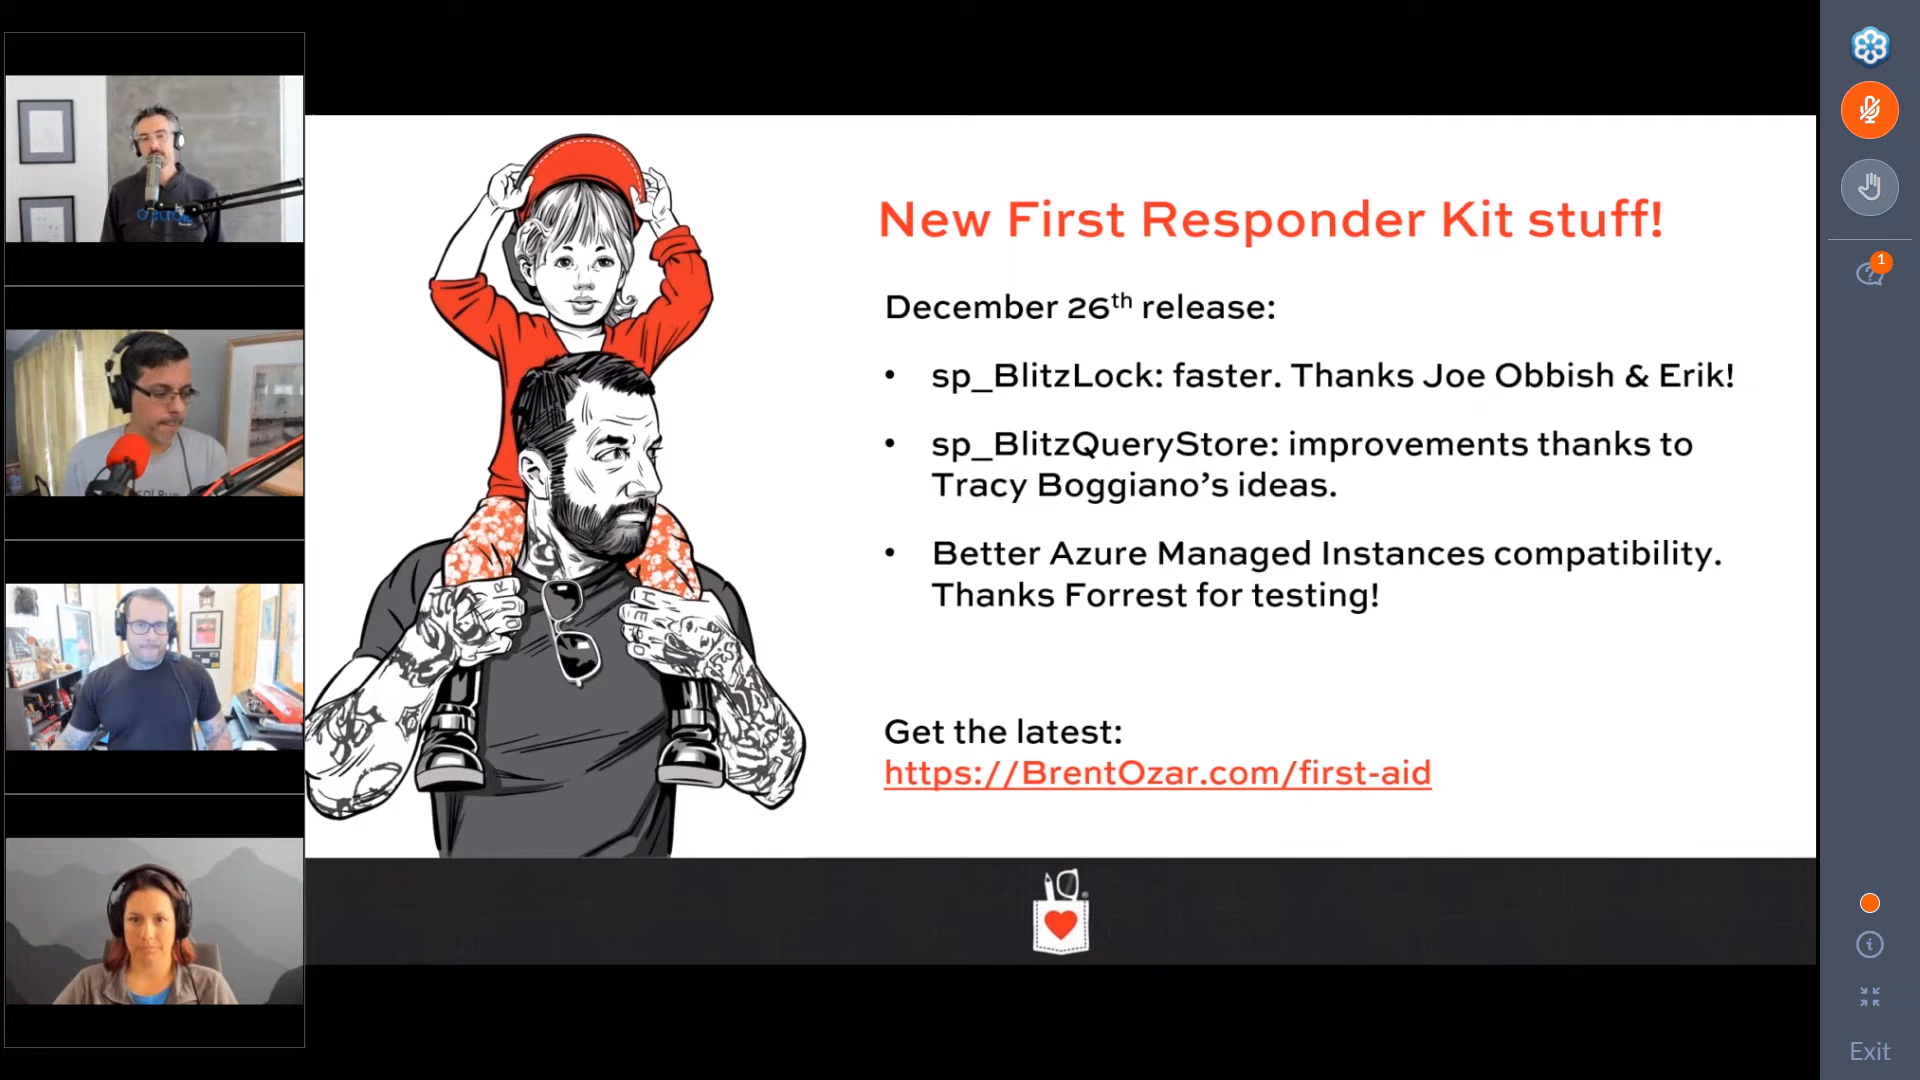 New First Responder Kit stuff!
December 26th release:
• sp_BlitzLock: faster. Thanks Joe Obbish & Erik!
• sp_BlitzQueryStore: improvements thanks to
Tracy Boggiano's ideas.
• Better Azure Managed Instances compatibility.
Thanks Forrest for testing!
Get the latest:
https://BrentOzar.com/first-aid
1
Exit